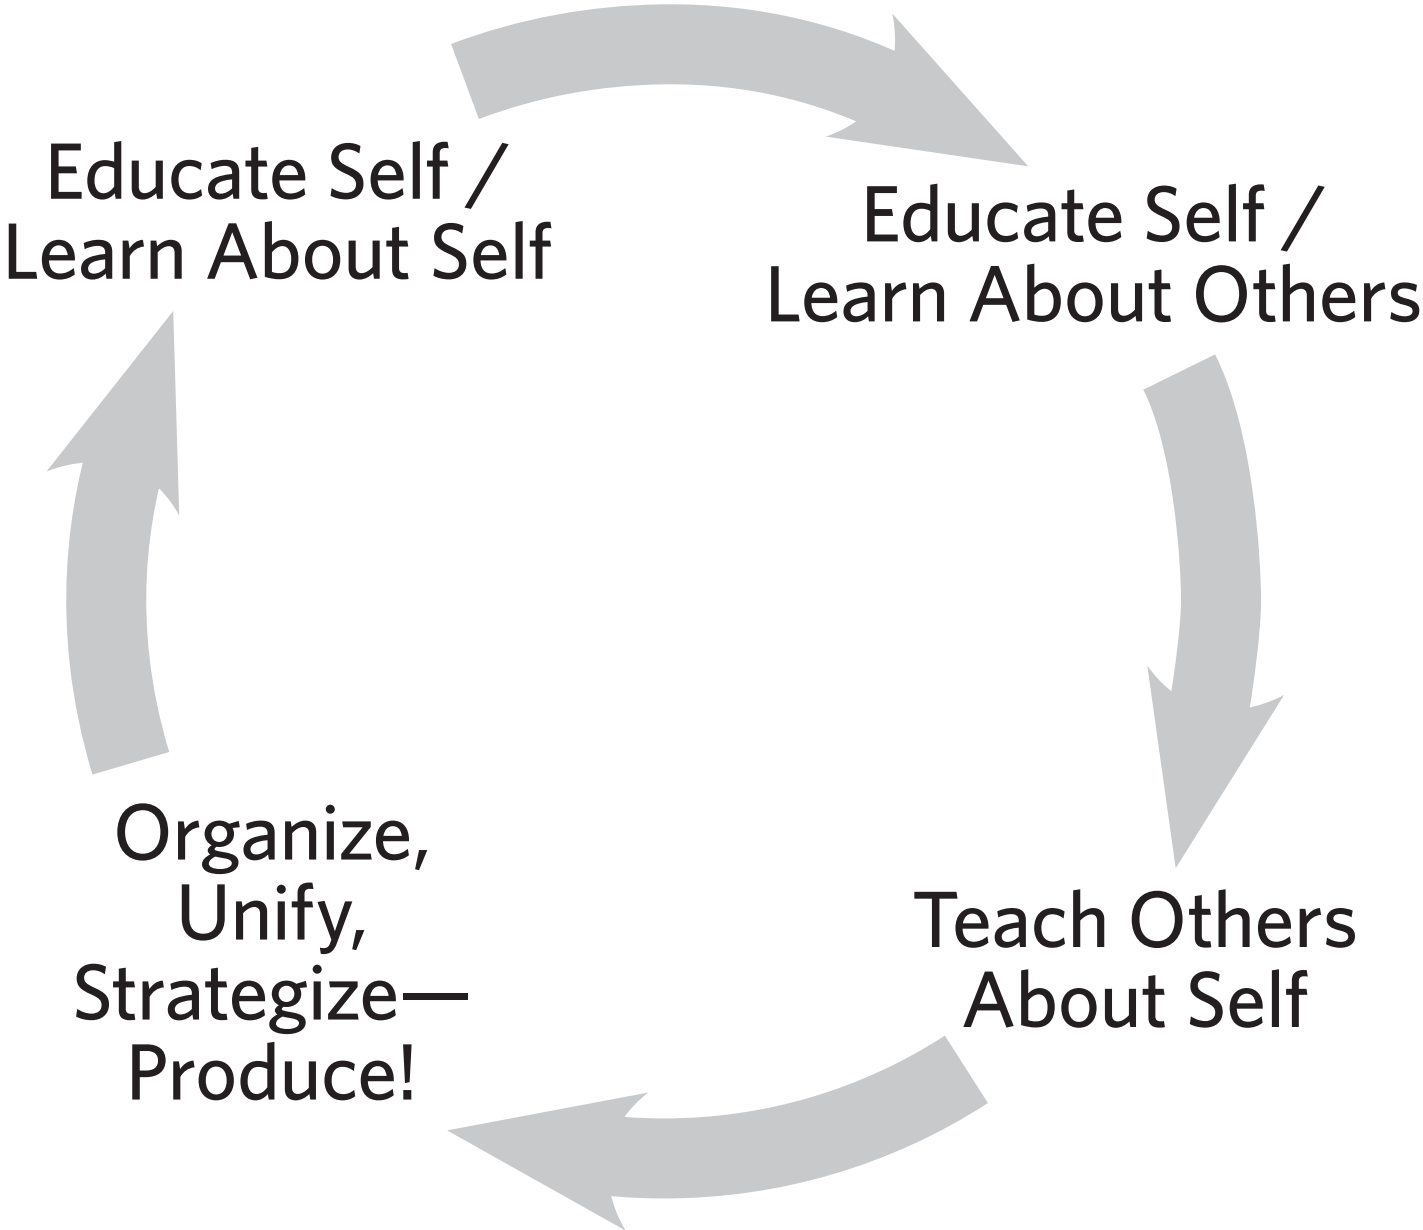 Educate Self /
Learn About Self
Educate Self /
Learn About Others
Teach Others
About Self
Organize,
Unify,
Strategize—
Produce!